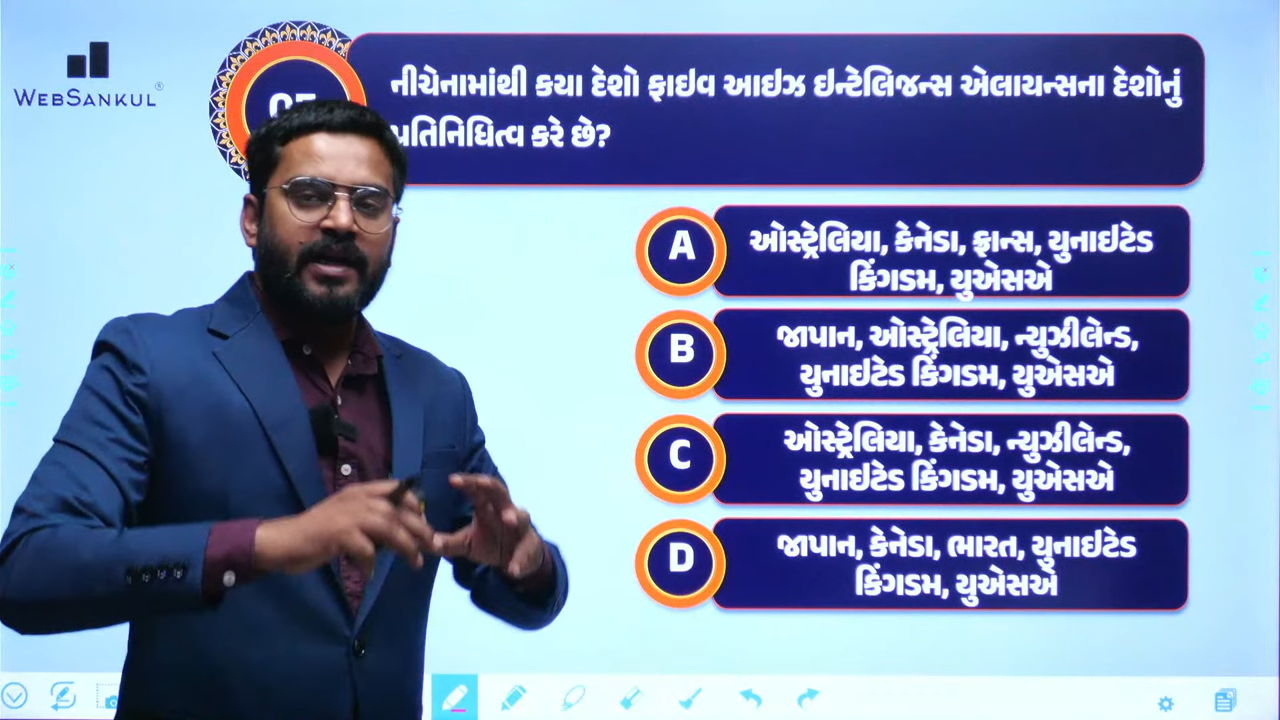 WEBSANKUL®
નીચેનામાંથી કયા દેશો ફાઇવ આઇઝ ઇન્ટેલિજન્સ એલાયન્સના દેશોનું
પ્રતિનિધિત્વ કરે છે?
A
ઓસ્ટ્રેલિયા, કેનેડા, ફ્રાન્સ, યુનાઇટેડ
કિંગડમ, યુએસએ
B
જાપાન, ઓસ્ટ્રેલિયા, ન્યુઝીલેન્ડ,
યુનાઇટેડ કિંગડમ, યુએસએ
C
ઓસ્ટ્રેલિયા, કેનેડા, ન્યુઝીલેન્ડ,
યુનાઇટેડ કિંગડમ, યુએસએ
D
જાપાન, કેનેડા, ભારત, યુનાઇટેડ
કિંગડમ, યુએસએ